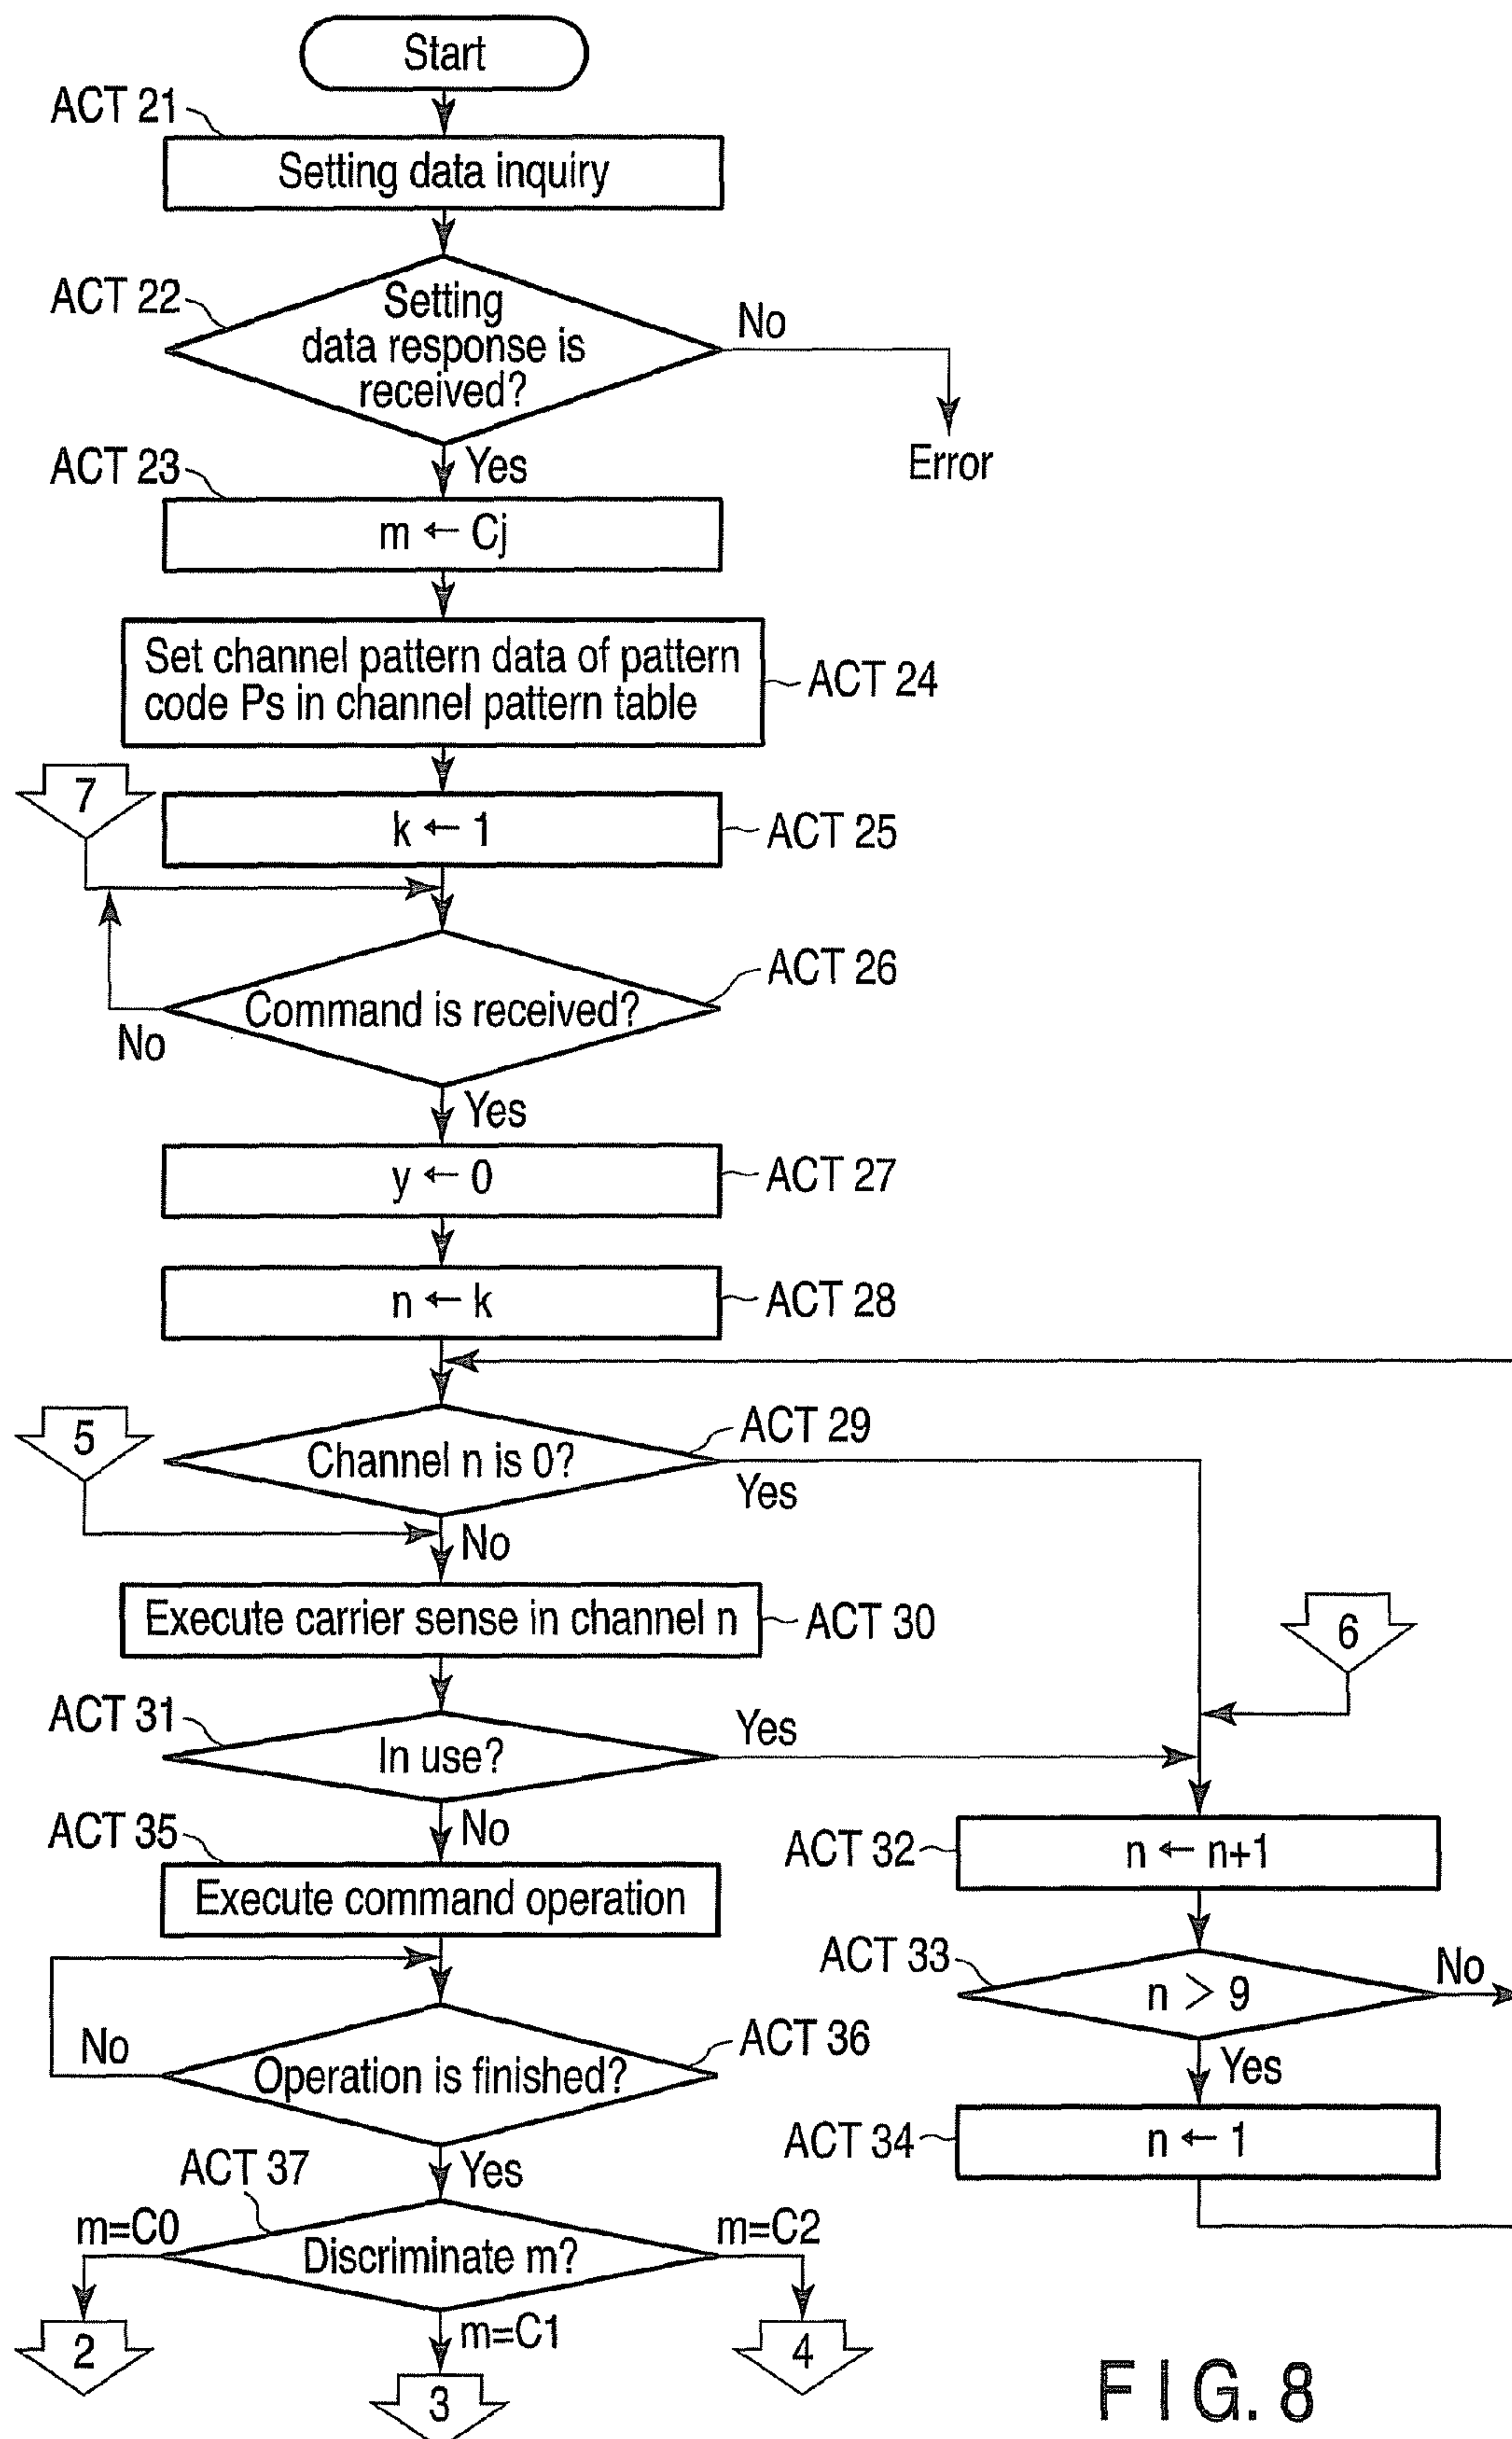 Start
ACT 21
Setting data inquiry
ACT 22
Setting
data response is
received?
No
Error
Yes
ACT 23
m ← Cj
Set channel pattern data of pattern
code Ps in channel pattern table
ACT 24
7
k ← 1
ACT 25
ACT 26
Command is received?
No
Yes
y ← 0
ACT 27
n ← k
ACT 28
5
ACT 29
Channel n is 0?
Yes
No
Execute carrier sense in channel n
ACT 30
6
ACT 31
In use?
Yes
No
ACT 35
Execute command operation
ACT 32
n ← n+1
ACT 33
n > 9
No
Yes
ACT 34
n ← 1
ACT 36
Operation is finished?
No
Yes
ACT 37
Discriminate m?
m=C0
m=C2
m=C1
2
3
4
FIG. 8